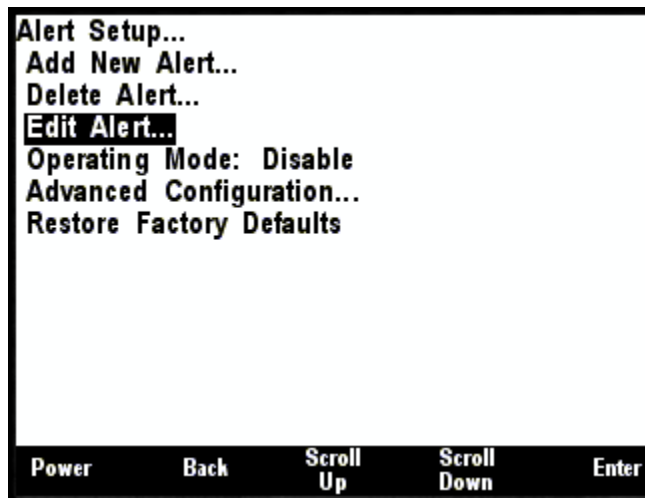 Alert Setup...
Add New Alert...
Delete Alert...
Edit Alert...
Operating Mode: Disable
Advanced Configuration...
Restore Factory Defaults
Power Back Scroll Up Scroll Down Enter